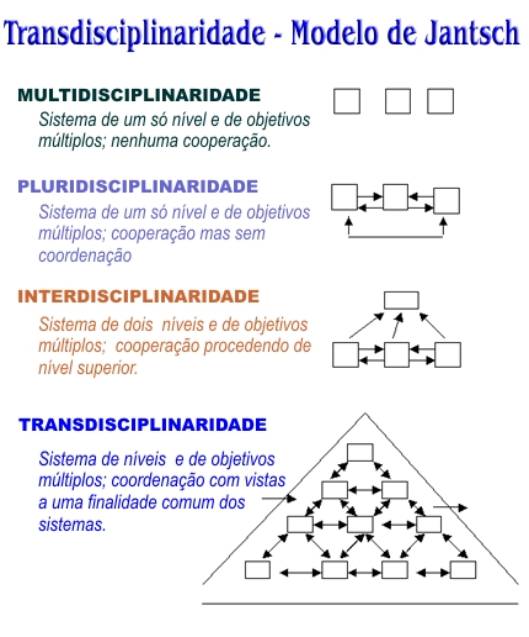 Transdisciplinaridade - Modelo de Jantsch
MULTIDISCIPLINARIDADE
Sistema de um só nível e de objetivos
múltiplos; nenhuma cooperação.
PLURIDISCIPLINARIDADE
Sistema de um só nível e de objetivos
múltiplos; cooperação mas sem
coordenação
INTERDISCIPLINARIDADE
Sistema de dois níveis e de objetivos
múltiplos; cooperação procedendo de
nível superior.
TRANSDISCIPLINARIDADE
Sistema de níveis e de objetivos
múltiplos; coordenação com vistas
a uma finalidade comum dos
sistemas.